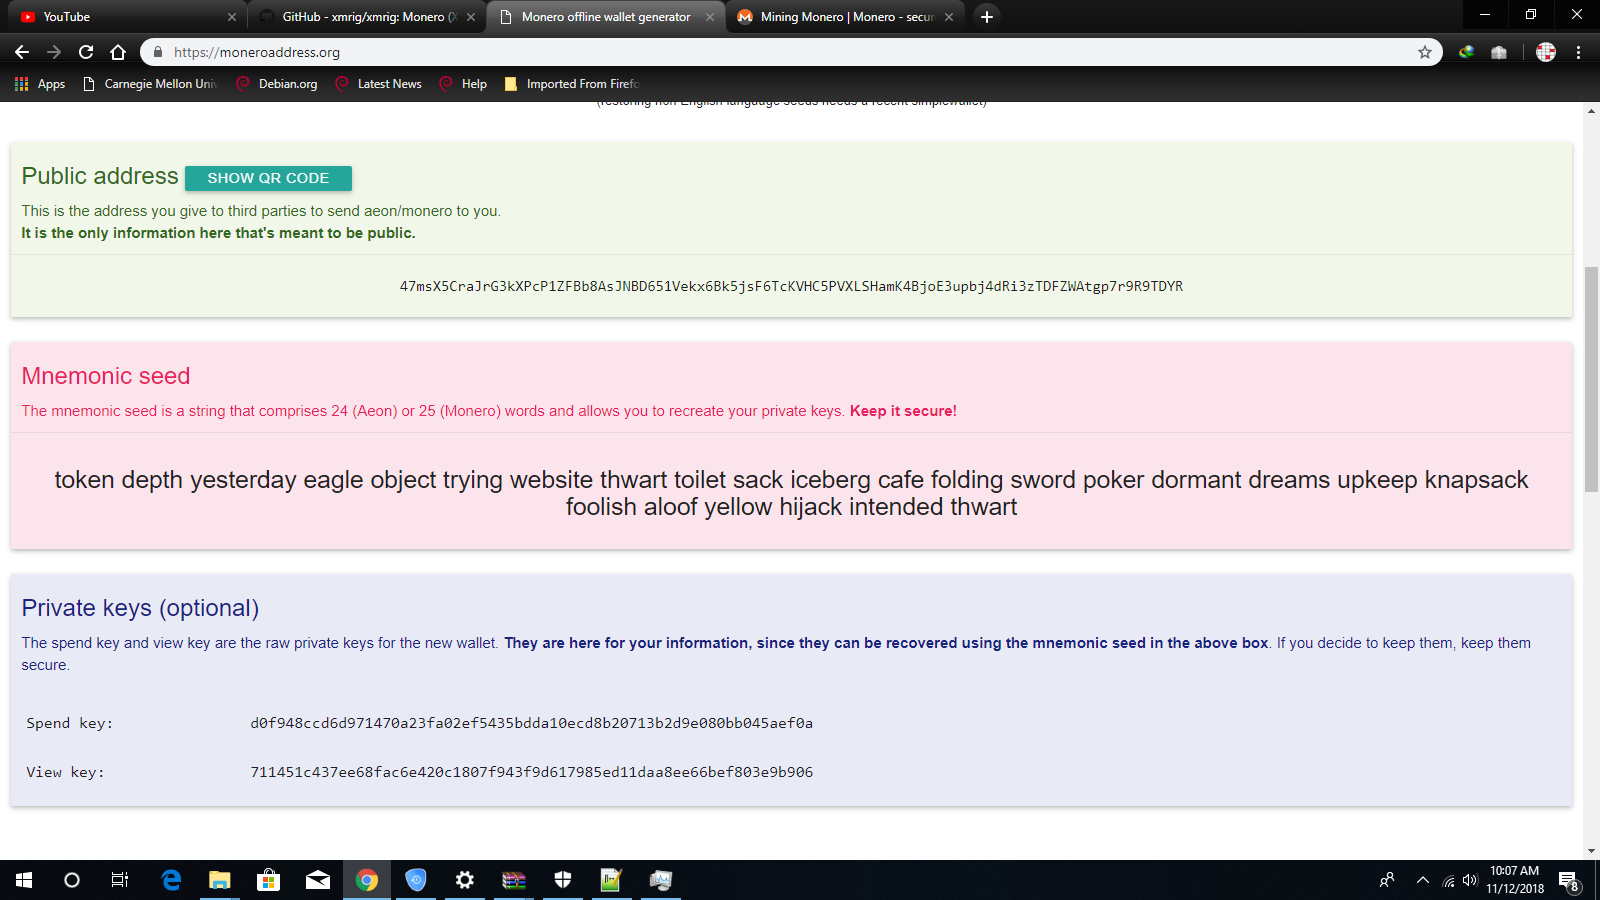 YouTube
GitHub - xmrig/xmrig: Monero (X
Monero offline wallet generator
Mining Monero | Monero - secur
https://moneroaddress.org
Apps
Carnegie Mellon Univ
Debian.org
Latest News
Help
Imported From Firefo
(restoring non English language seeds needs a recent simplewallet)
Public address SHOW QR CODE
This is the address you give to third parties to send aeon/monero to you.
It is the only information here that's meant to be public.
47msX5CraJrG3kXPcP1ZFBb8AsJNBD651Vekx6Bk5jsF6TcKVHC5PVXLSHamK4BjoE3upbj4dRi3zTDFZWAtgp7r9R9TDYR
Mnemonic seed
The mnemonic seed is a string that comprises 24 (Aeon) or 25 (Monero) words and allows you to recreate your private keys. Keep it secure!
token depth yesterday eagle object trying website thwart toilet sack iceberg cafe folding sword poker dormant dreams upkeep knapsack
foolish aloof yellow hijack intended thwart
Private keys (optional)
The spend key and view key are the raw private keys for the new wallet. They are here for your information, since they can be recovered using the mnemonic seed in the above box. If you decide to keep them, keep them
secure.
Spend key: d0f948ccd6d971470a23fa02ef5435bdda10ecd8b20713b2d9e080bb045aef0a
View key: 711451c437ee68fac6e420c1807f943f9d617985ed11daa8ee66bef803e9b906
10:07 AM
11/12/2018
8